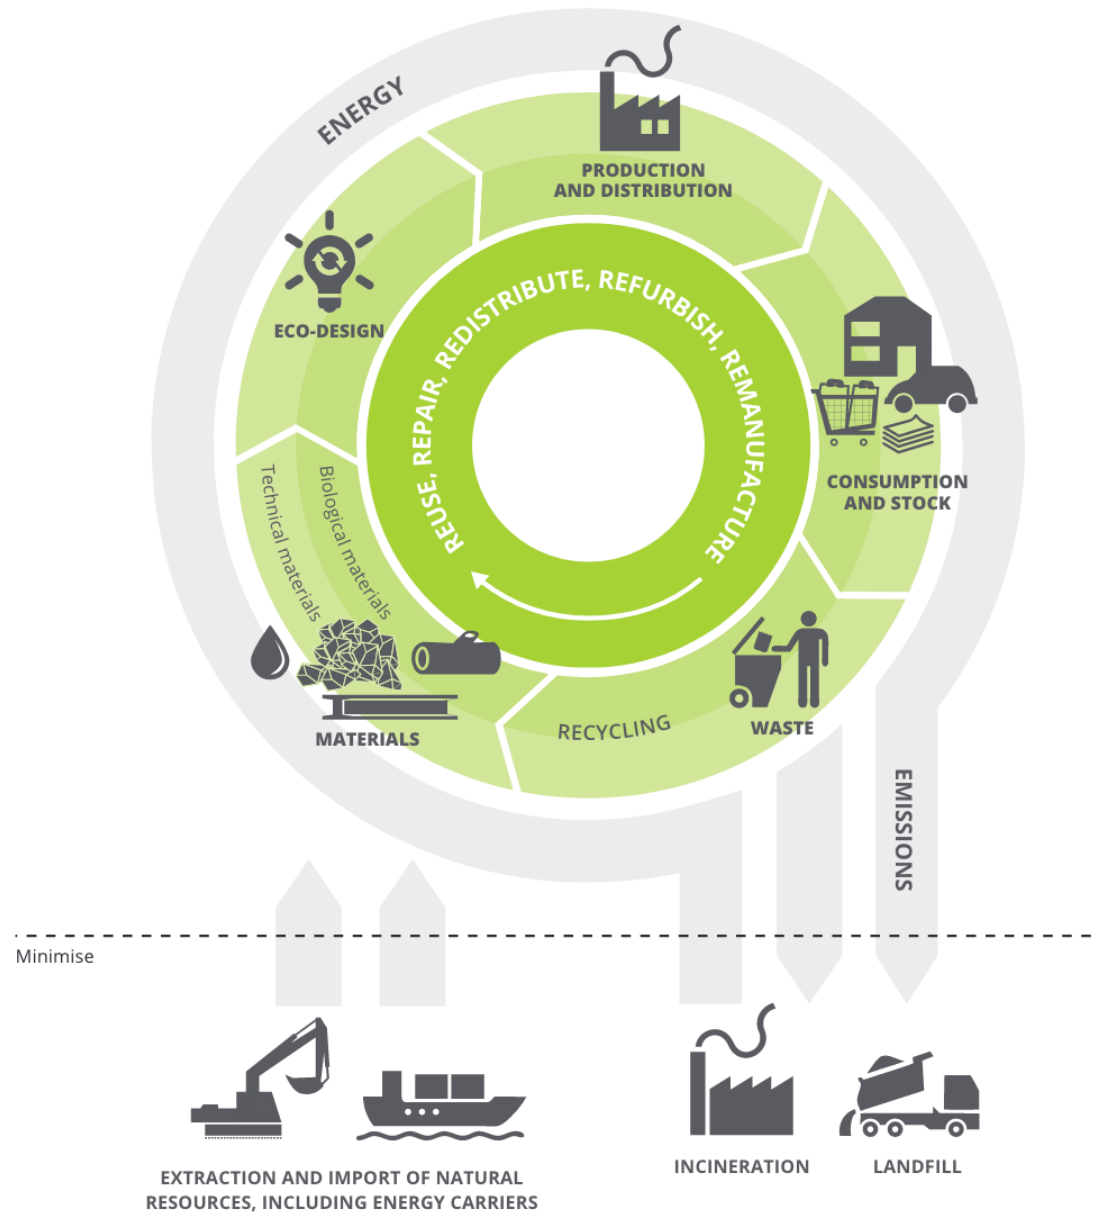 ENERGY
PRODUCTION
AND DISTRIBUTION
ECO-DESIGN
REUSE, REPAIR, REDISTRIBUTE, REFURBISH, REMANUFACTURE
CONSUMPTION
AND STOCK
Technical materials
Biological materials
MATERIALS
RECYCLING
WASTE
EMISSIONS
Minimise
EXTRACTION AND IMPORT OF NATURAL
RESOURCES, INCLUDING ENERGY CARRIERS
INCINERATION
LANDFILL